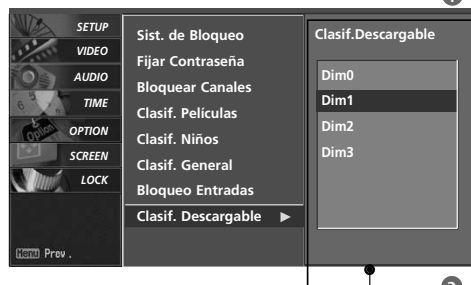 SETUP
VIDEO
AUDIO
TIME
OPTION
SCREEN
LOCK
Menu Prev .
Sist. de Bloqueo
Fijar Contraseña
Bloquear Canales
Clasif. Películas
Clasif. Niños
Clasif. General
Bloqueo Entradas
Clasif. Descargable ▶
Clasif.Descargable
Dim0
Dim1
Dim2
Dim3